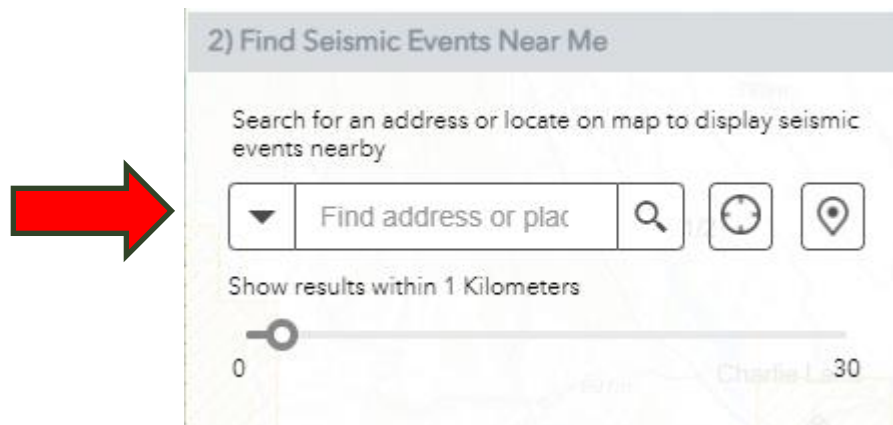 2) Find Seismic Events Near Me
Search for an address or locate on map to display seismic
events nearby
Find address or plac
Show results within 1 Kilometers
0
30
Charlie L